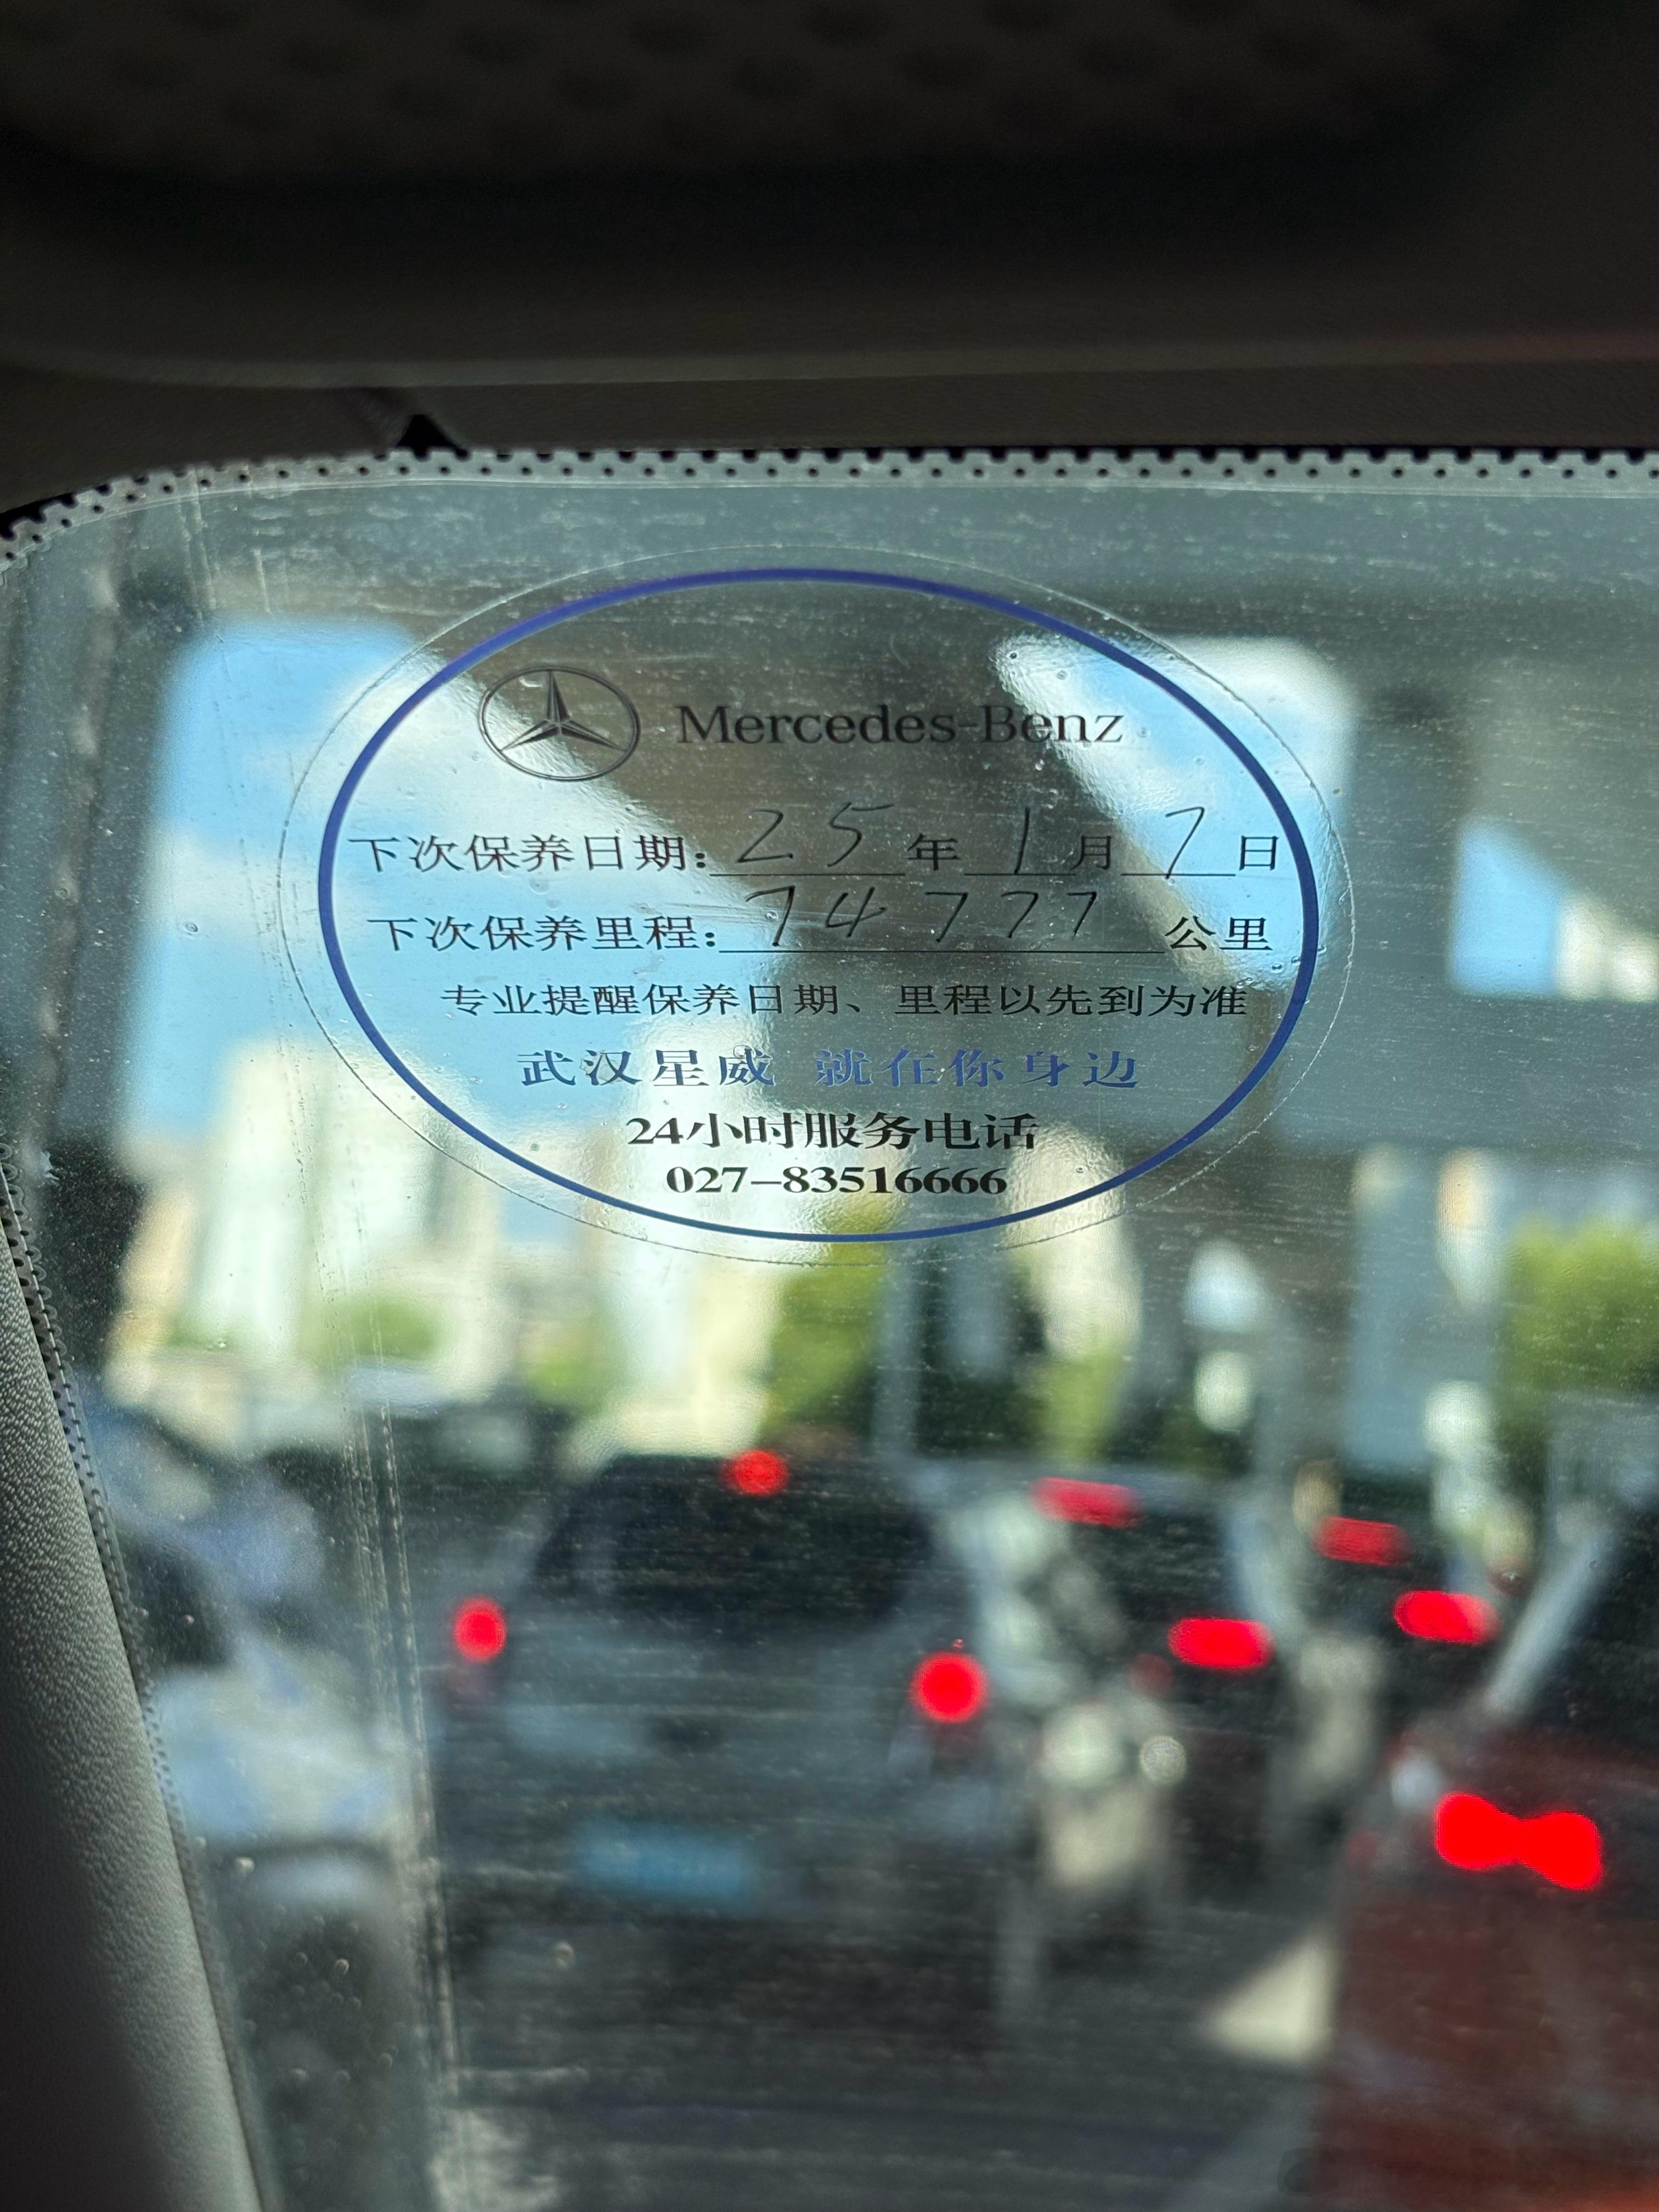 Mercedes-Benz
下次保养日期:25年1月7日
下次保养里程:74777公里
专业提醒保养日期、里程以先到为准
武汉星威 就在你身边
24小时服务电话
027-83516666